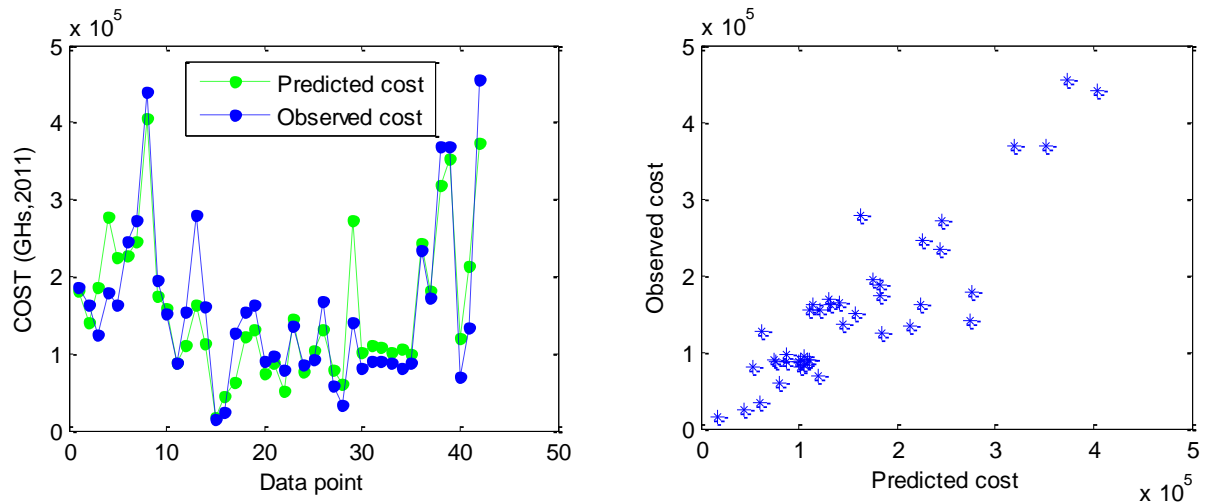 x 10^5
5
4
3
2
1
0
COST (GHs,2011)
Predicted cost
Observed cost
0 10 20 30 40 50
Data point
x 10^5
5
4
3
2
1
0
Observed cost
0 1 2 3 4 5
Predicted cost
x 10^5